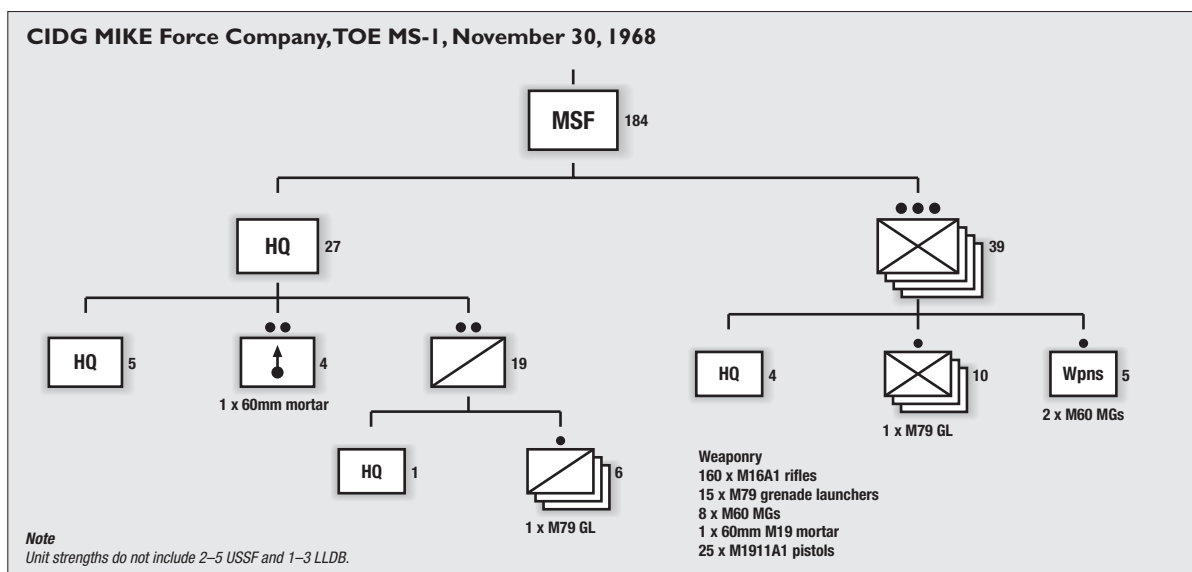 CIDG MIKE Force Company, TOE MS-1, November 30, 1968
MSF 184
HQ 27
39
HQ 5
4
1 x 60mm mortar
19
HQ 4
10
1 x M79 GL
Wpns 5
2 x M60 MGs
HQ 1
6
1 x M79 GL
Weaponry
160 x M16A1 rifles
15 x M79 grenade launchers
8 x M60 MGs
1 x 60mm M19 mortar
25 x M1911A1 pistols
Note
Unit strengths do not include 2–5 USSF and 1–3 LLDB.